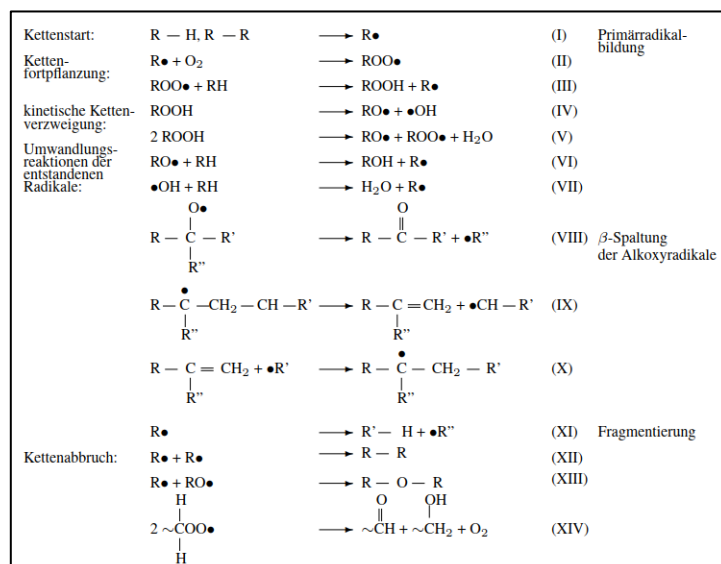 Kettenstart: R — H, R — R ⟶ R● (I) Primärradikal-
bildung
Ketten-
fortpflanzung: R● + O₂ ⟶ ROO● (II)
ROO● + RH ⟶ ROOH + R● (III)
kinetische Ketten-
verzweigung: ROOH ⟶ RO● + ●OH (IV)
2 ROOH ⟶ RO● + ROO● + H₂O (V)
Umwandlungs-
reaktionen der
entstandenen
Radikale: RO● + RH ⟶ ROH + R● (VI)
●OH + RH ⟶ H₂O + R● (VII)
O● O
R — C — R' ⟶ R — C — R' + ●R” (VIII) β-Spaltung
R” der Alkoxyradikale
●
R — C —CH₂ — CH — R' ⟶ R — C =CH₂ + ●CH — R' (IX)
R” R”
●
R — C = CH₂ + ●R' ⟶ R — C — CH₂ — R' (X)
R” R”
R● ⟶ R'— H + ●R” (XI) Fragmentierung
Kettenabbruch: R● + R● ⟶ R — R (XII)
R● + RO● ⟶ R — O — R (XIII)
H O OH
2 ~COO● ⟶ ~CH + ~CH₂ + O₂ (XIV)
H